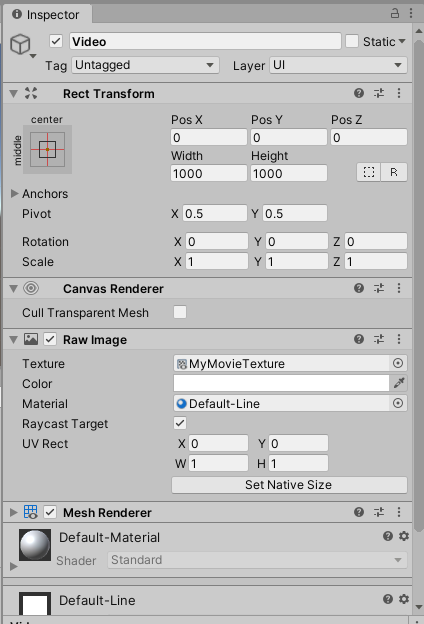 Inspector
Video
Static
Tag Untagged Layer UI
Rect Transform
center
middle
Pos X Pos Y Pos Z
0 0 0
Width Height
1000 1000
R
Anchors
Pivot X 0.5 Y 0.5
Rotation X 0 Y 0 Z 0
Scale X 1 Y 1 Z 1
Canvas Renderer
Cull Transparent Mesh
Raw Image
Texture MyMovieTexture
Color
Material Default-Line
Raycast Target
UV Rect X 0 Y 0
W 1 H 1
Set Native Size
Mesh Renderer
Default-Material
Shader Standard
Default-Line